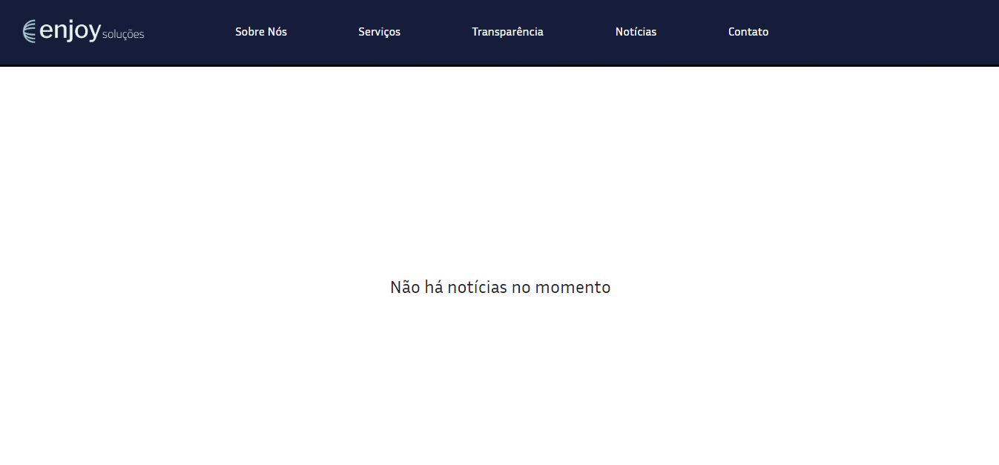 enjoy soluções
Sobre Nós Serviços Transparência Notícias Contato
Não há notícias no momento